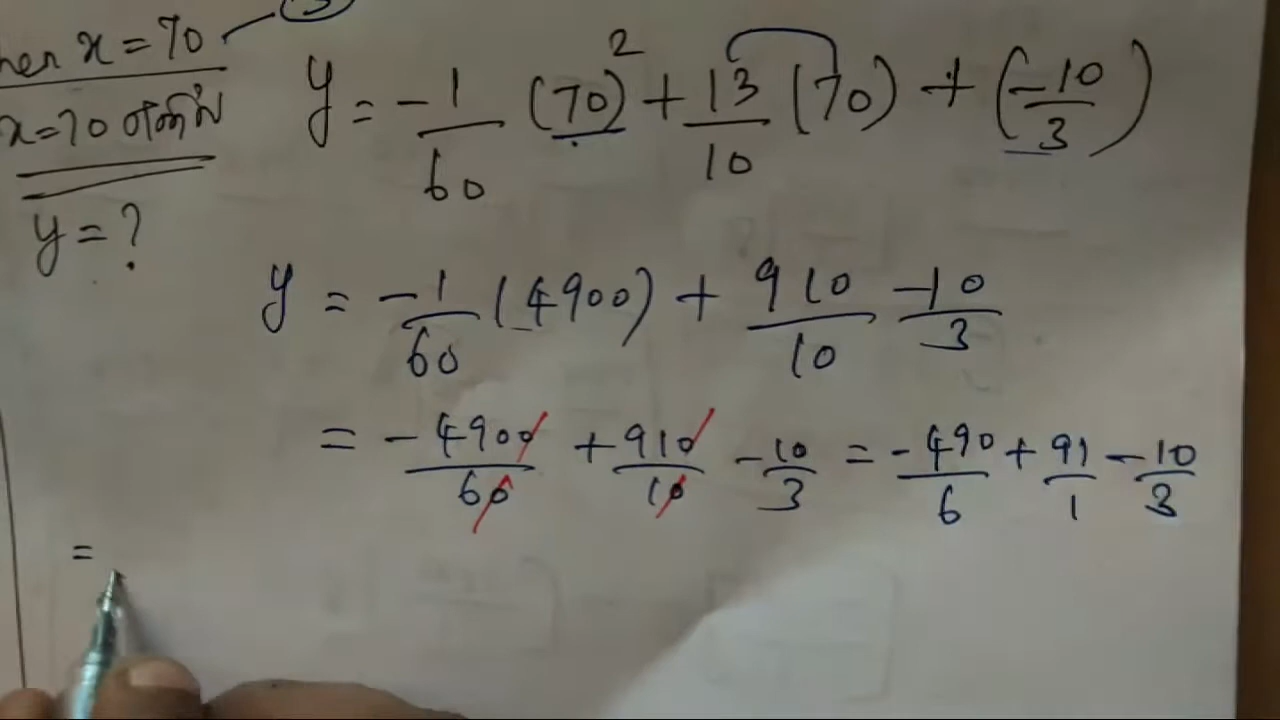 x = 70
x = 70 எனில்
y = ?
y = -1/60 (70)² + 13/10 (70) + (-10/3)
y = -1/60 (4900) + 910/10 -10/3
= -4900/60 + 910/10 - 10/3 = -490/6 + 91/1 - 10/3
=